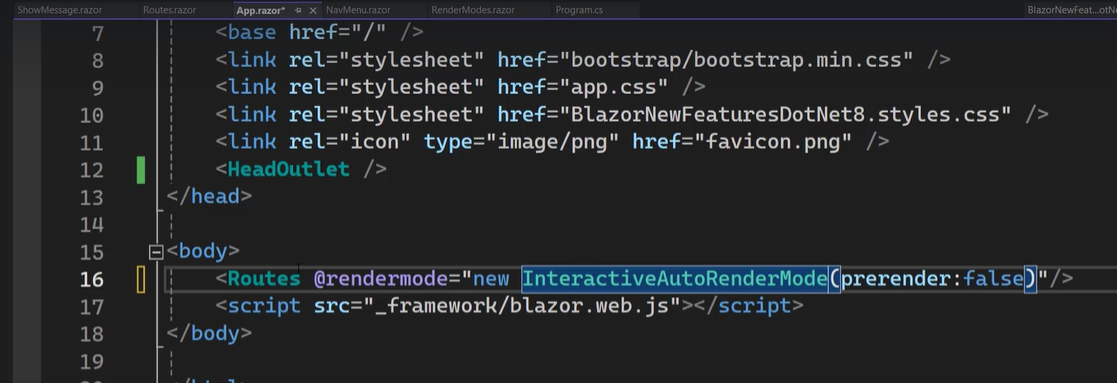 ShowMessage.razor Routes.razor App.razor* NavMenu.razor RenderModes.razor Program.cs BlazorNewFeat...otNe
7 <base href="/" />
8 <link rel="stylesheet" href="bootstrap/bootstrap.min.css" />
9 <link rel="stylesheet" href="app.css" />
10 <link rel="stylesheet" href="BlazorNewFeaturesDotNet8.styles.css" />
11 <link rel="icon" type="image/png" href="favicon.png" />
12 <HeadOutlet />
13 </head>
14
15 <body>
16 <Routes @rendermode="new InteractiveAutoRenderMode(prerender:false)"/>
17 <script src="_framework/blazor.web.js"></script>
18 </body>
19